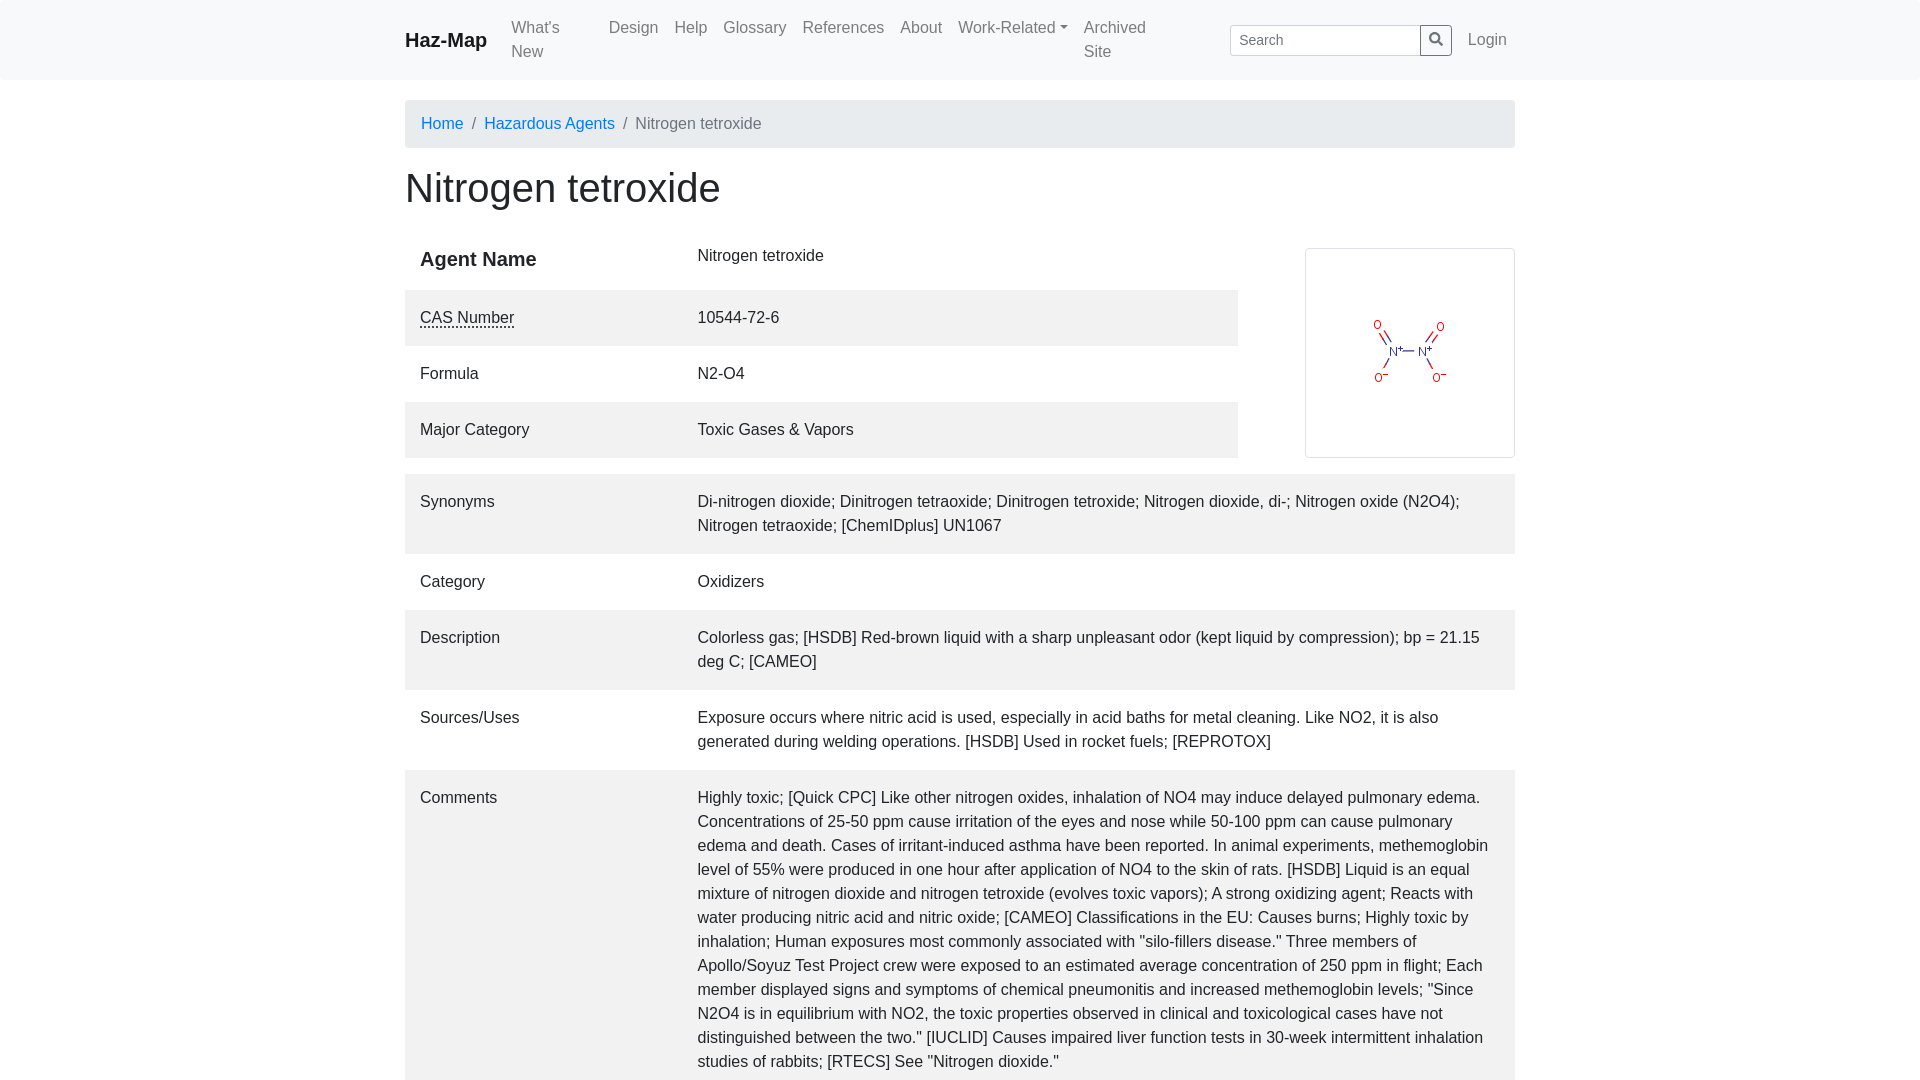 Haz-Map
What's New
Design
Help
Glossary
References
About
Work-Related
Archived Site
Search
Login
Home / Hazardous Agents / Nitrogen tetroxide
Nitrogen tetroxide
Agent Name Nitrogen tetroxide
CAS Number 10544-72-6
Formula N2-O4
Major Category Toxic Gases & Vapors
O O
N+ N+
O− O−
Synonyms Di-nitrogen dioxide; Dinitrogen tetraoxide; Dinitrogen tetroxide; Nitrogen dioxide, di-; Nitrogen oxide (N2O4);
Nitrogen tetraoxide; [ChemIDplus] UN1067
Category Oxidizers
Description Colorless gas; [HSDB] Red-brown liquid with a sharp unpleasant odor (kept liquid by compression); bp = 21.15
deg C; [CAMEO]
Sources/Uses Exposure occurs where nitric acid is used, especially in acid baths for metal cleaning. Like NO2, it is also
generated during welding operations. [HSDB] Used in rocket fuels; [REPROTOX]
Comments Highly toxic; [Quick CPC] Like other nitrogen oxides, inhalation of NO4 may induce delayed pulmonary edema.
Concentrations of 25-50 ppm cause irritation of the eyes and nose while 50-100 ppm can cause pulmonary
edema and death. Cases of irritant-induced asthma have been reported. In animal experiments, methemoglobin
level of 55% were produced in one hour after application of NO4 to the skin of rats. [HSDB] Liquid is an equal
mixture of nitrogen dioxide and nitrogen tetroxide (evolves toxic vapors); A strong oxidizing agent; Reacts with
water producing nitric acid and nitric oxide; [CAMEO] Classifications in the EU: Causes burns; Highly toxic by
inhalation; Human exposures most commonly associated with "silo-fillers disease." Three members of
Apollo/Soyuz Test Project crew were exposed to an estimated average concentration of 250 ppm in flight; Each
member displayed signs and symptoms of chemical pneumonitis and increased methemoglobin levels; "Since
N2O4 is in equilibrium with NO2, the toxic properties observed in clinical and toxicological cases have not
distinguished between the two." [IUCLID] Causes impaired liver function tests in 30-week intermittent inhalation
studies of rabbits; [RTECS] See "Nitrogen dioxide."